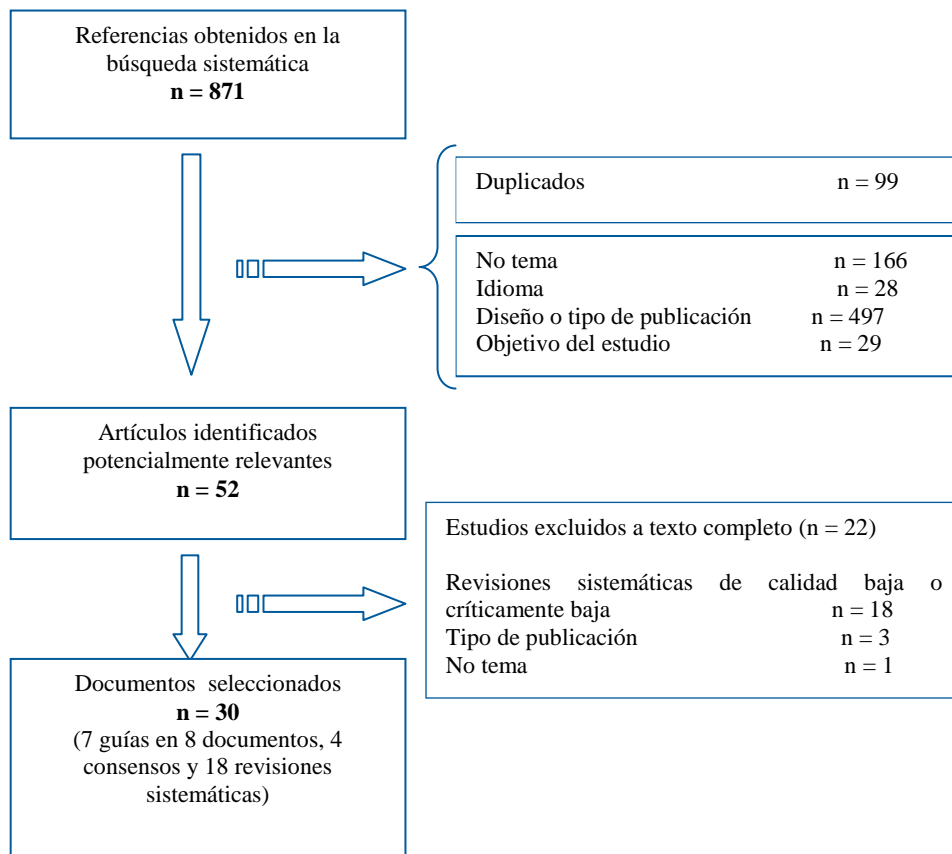 Referencias obtenidos en la
búsqueda sistemática
n = 871
Duplicados n = 99
No tema n = 166
Idioma n = 28
Diseño o tipo de publicación n = 497
Objetivo del estudio n = 29
Artículos identificados
potencialmente relevantes
n = 52
Estudios excluidos a texto completo (n = 22)
Revisiones sistemáticas de calidad baja o
críticamente baja n = 18
Tipo de publicación n = 3
No tema n = 1
Documentos seleccionados
n = 30
(7 guías en 8 documentos, 4
consensos y 18 revisiones
sistemáticas)